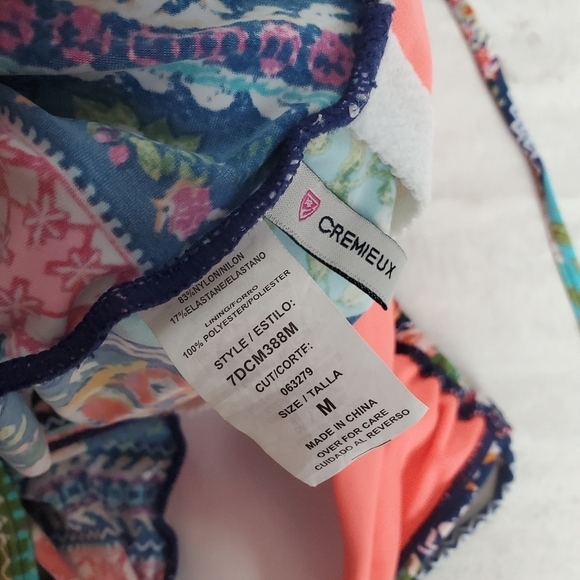 CREMIEUX
83%NYLON/NILON
17%ELASTANE/ELASTANO
LINING/FORRO
100% POLYESTER/POLIESTER
STYLE / ESTILO:
7DCM388M
CUT/CORTE:
063279
SIZE / TALLA
M
MADE IN CHINA
OVER FOR CARE
CUIDADO AL REVERSO